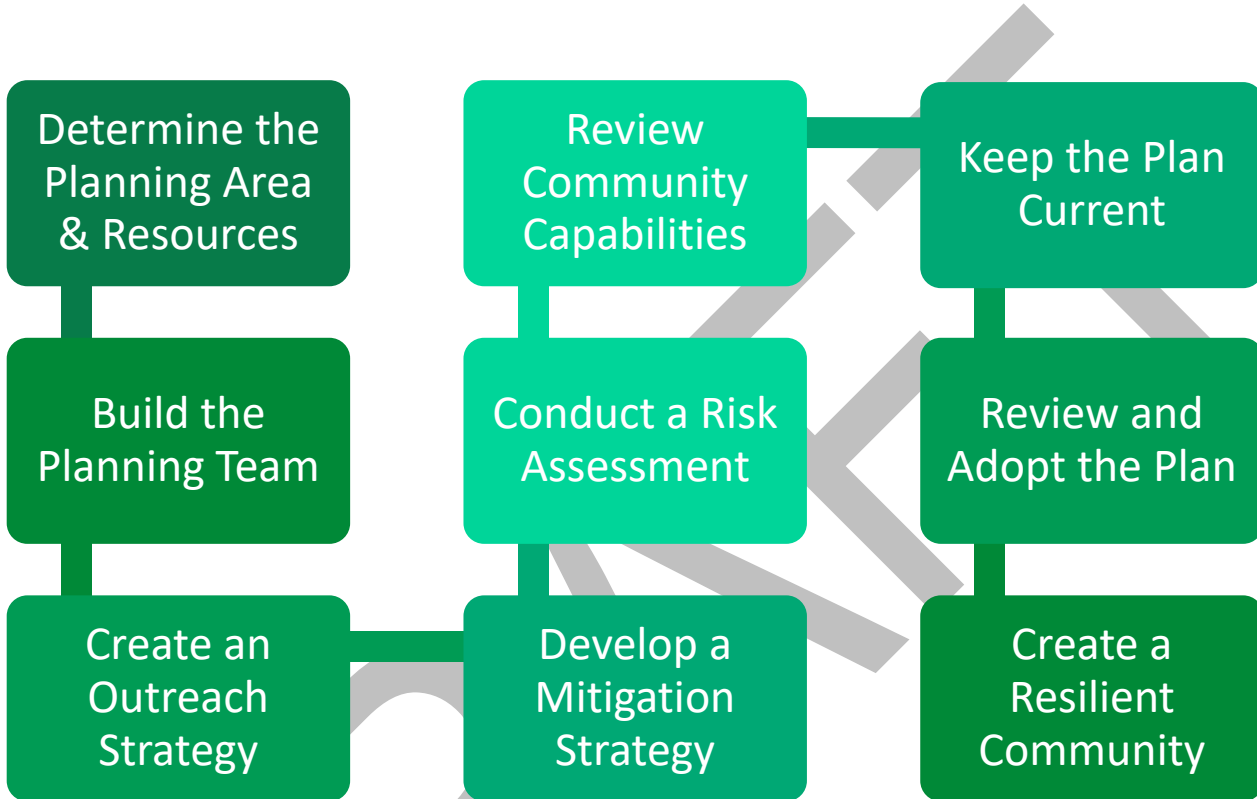 Determine the
Planning Area
& Resources
Build the
Planning Team
Create an
Outreach
Strategy
Develop a
Mitigation
Strategy
Conduct a Risk
Assessment
Review
Community
Capabilities
Keep the Plan
Current
Review and
Adopt the Plan
Create a
Resilient
Community